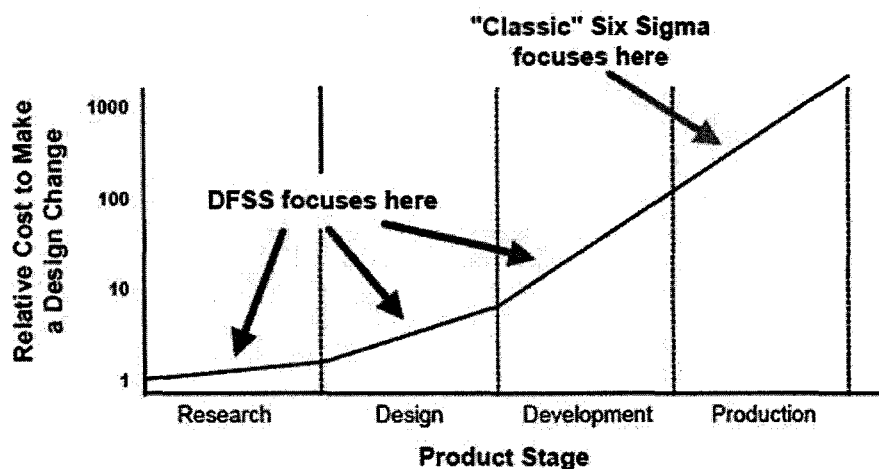 "Classic" Six Sigma
focuses here
Relative Cost to Make
a Design Change
1000
100
10
1
DFSS focuses here
Research
Design
Development
Production
Product Stage